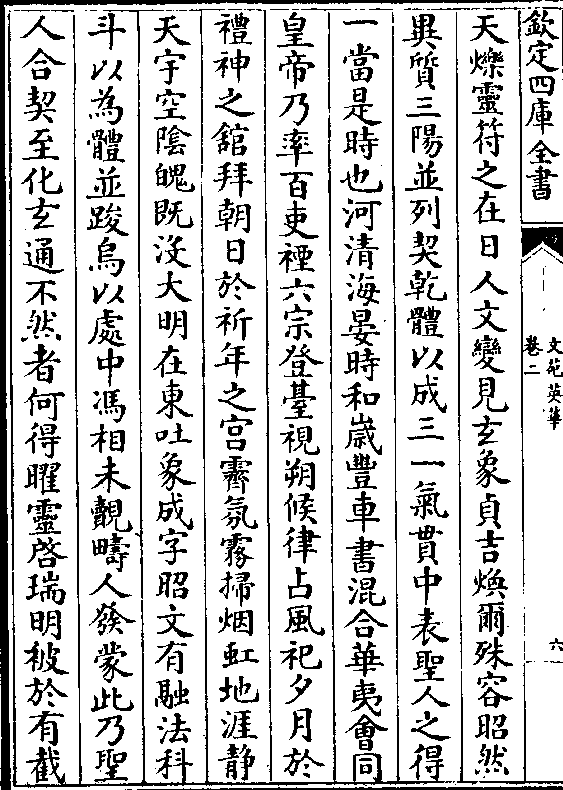 欽定四庫全書
文苑英華
卷二
六
天爍靈符之在日人文變見玄象貞吉煥爾殊容昭然
異質三陽並列契乾體以成三一氣貫中表聖人之得
一當是時也河清海晏時和嵗豐車書混合華夷會同
皇帝乃率百吏禋六宗登臺視朔候律占風祀夕月於
禮神之舘拜朝日於祈年之宫霽氛霧掃烟虹地涯静
天宇空陰魄既没大明在東吐象成字昭文有融法科
斗以為體並踆烏以處中馮相未覿疇人發蒙此乃聖
人合契至化玄通不然者何得曜靈啓瑞明被於有截